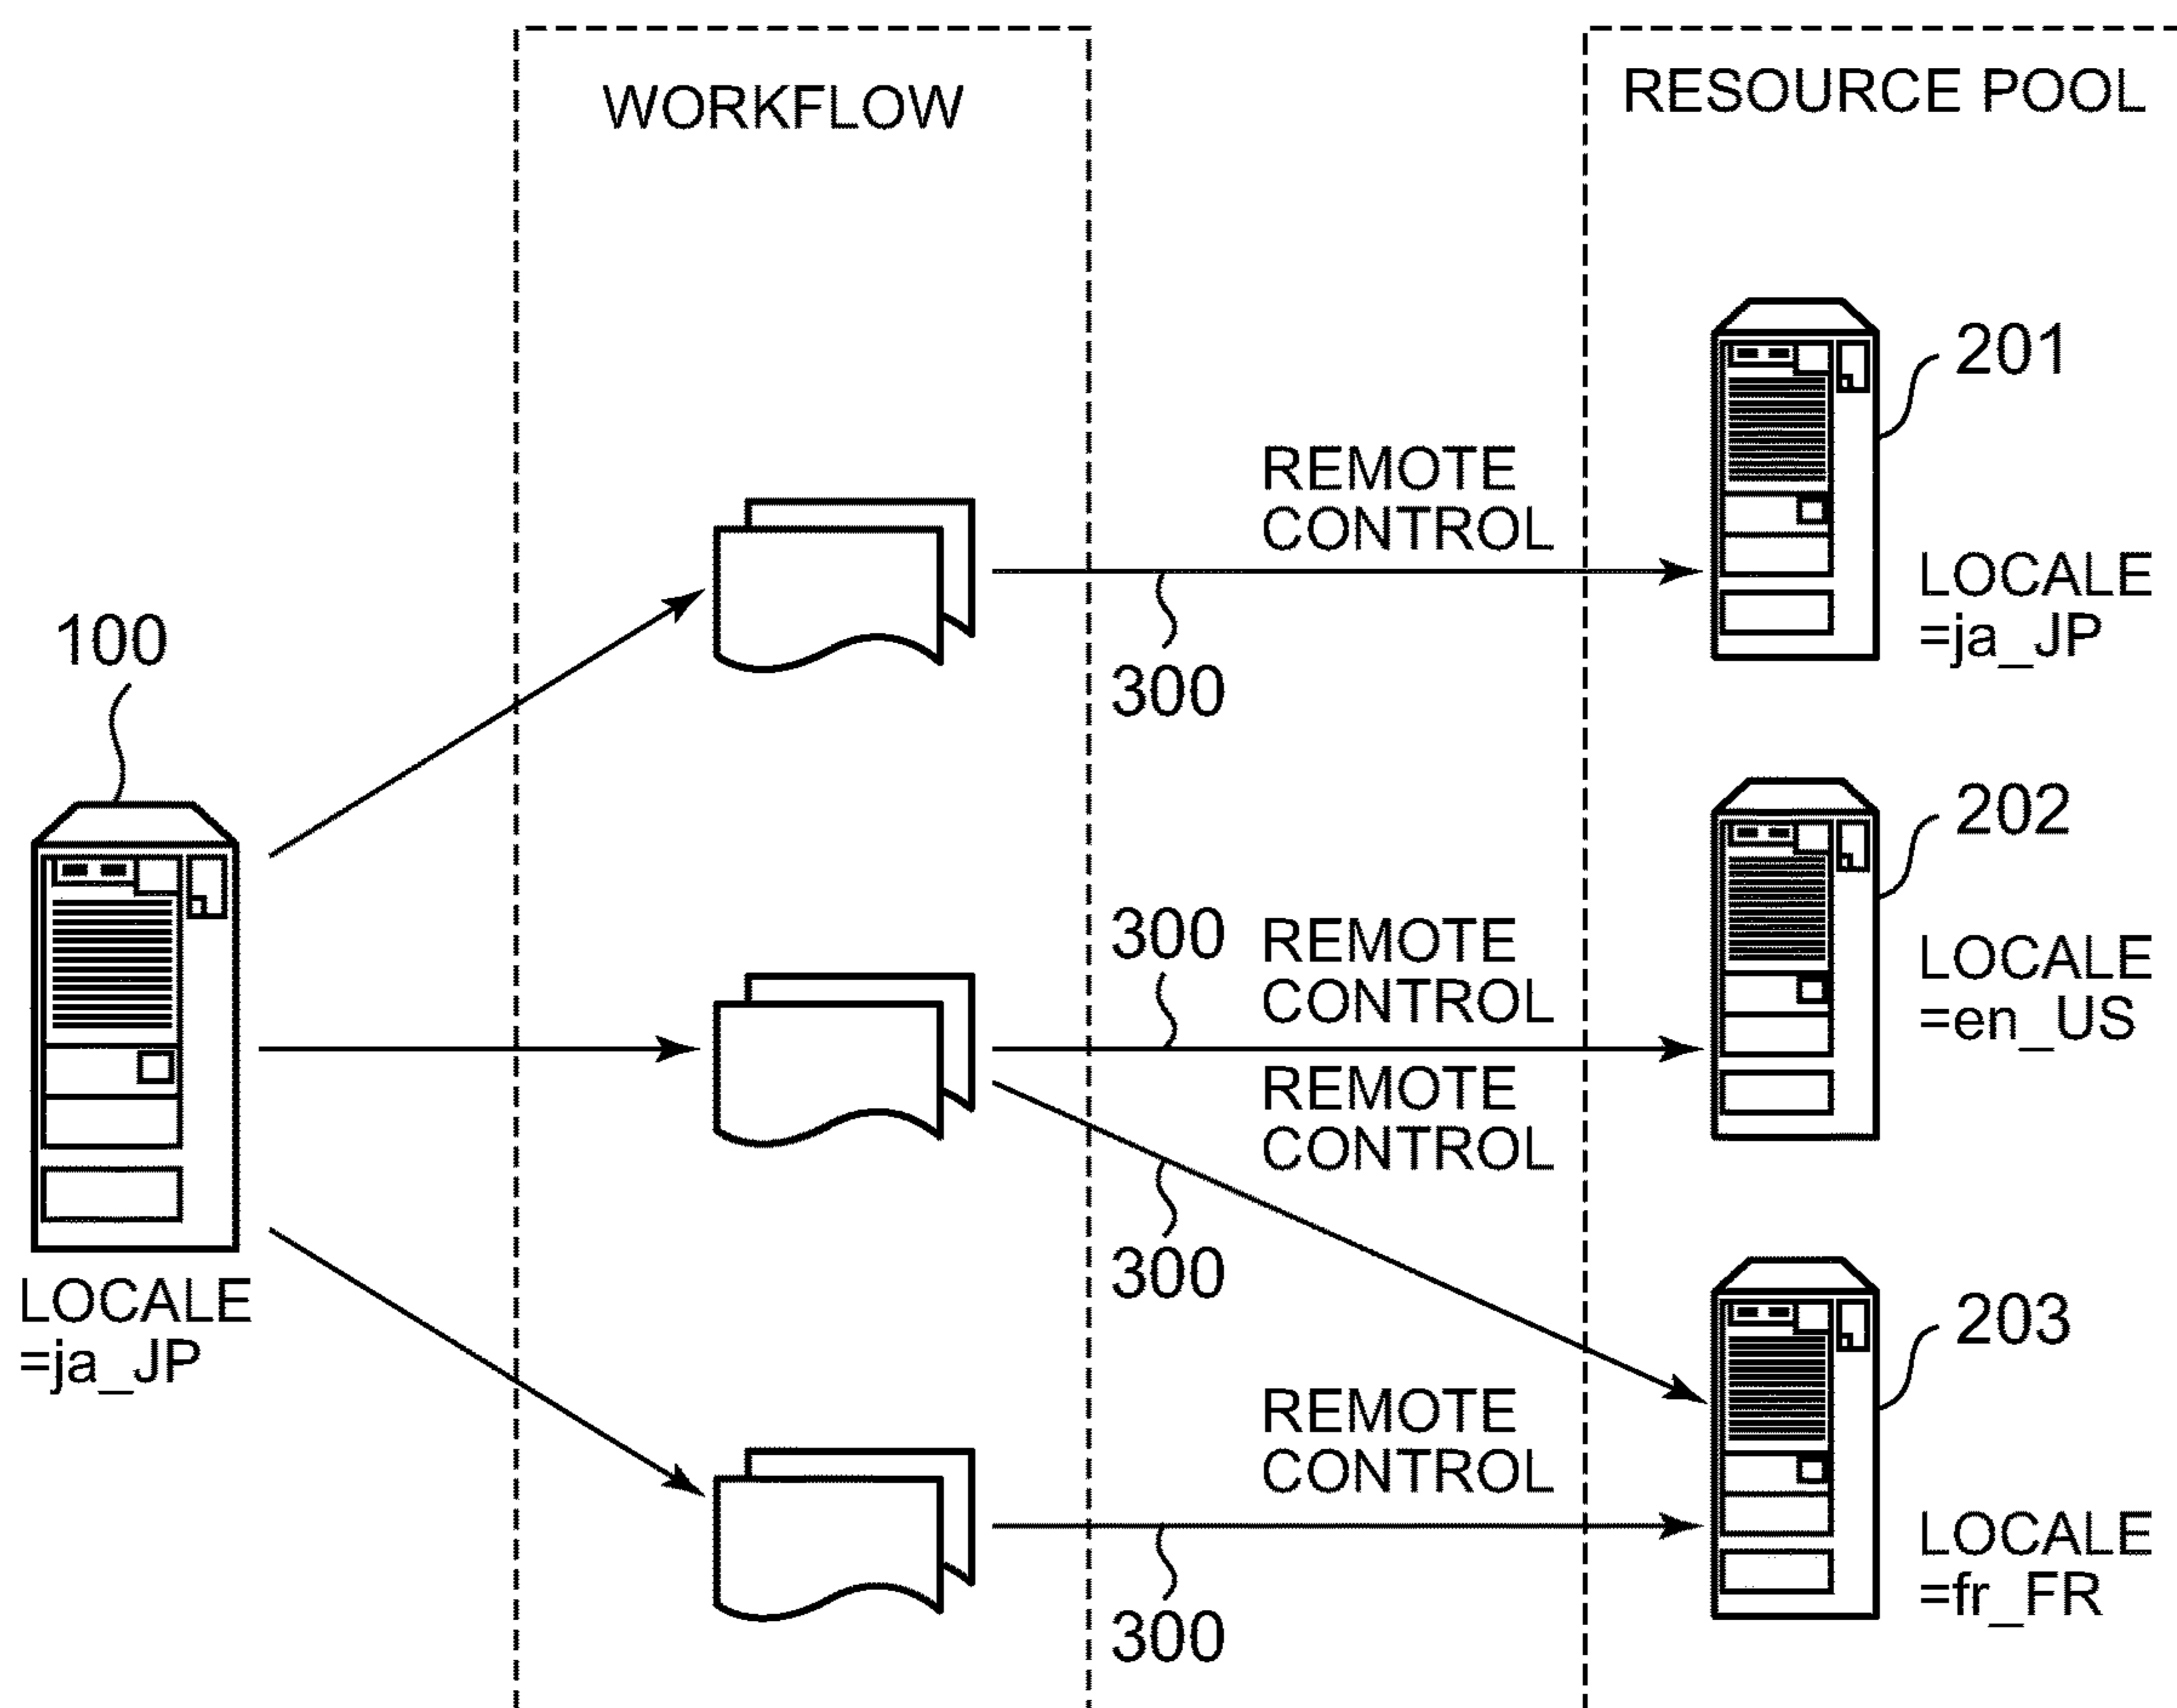 WORKFLOW
RESOURCE POOL
201
REMOTE
CONTROL
LOCALE
=ja_JP
300
100
202
300
REMOTE
CONTROL
LOCALE
=en_US
REMOTE
CONTROL
300
LOCALE
=ja_JP
203
REMOTE
CONTROL
LOCALE
=fr_FR
300